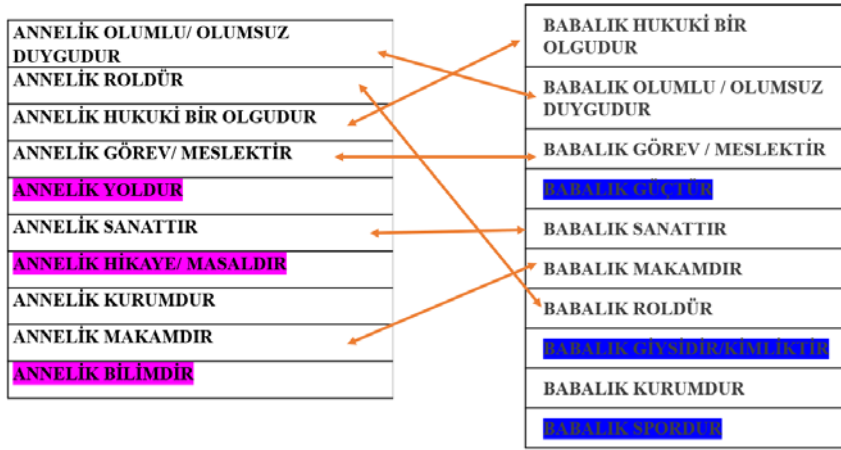 ANNELİK OLUMLU/ OLUMSUZ
DUYGUDUR
ANNELİK ROLDÜR
ANNELİK HUKUKİ BİR OLGUDUR
ANNELİK GÖREV/ MESLEKTİR
ANNELİK YOLDUR
ANNELİK SANATTIR
ANNELİK HİKAYE/ MASALDIR
ANNELİK KURUMDUR
ANNELİK MAKAMDIR
ANNELİK BİLİMDİR
BABALIK HUKUKİ BİR
OLGUDUR
BABALIK OLUMLU / OLUMSUZ
DUYGUDUR
BABALIK GÖREV / MESLEKTİR
BABALIK GÜÇTÜR
BABALIK SANATTIR
BABALIK MAKAMDIR
BABALIK ROLDÜR
BABALIK GİYSİDİR/KİMLİKTİR
BABALIK KURUMDUR
BABALIK SPORDUR